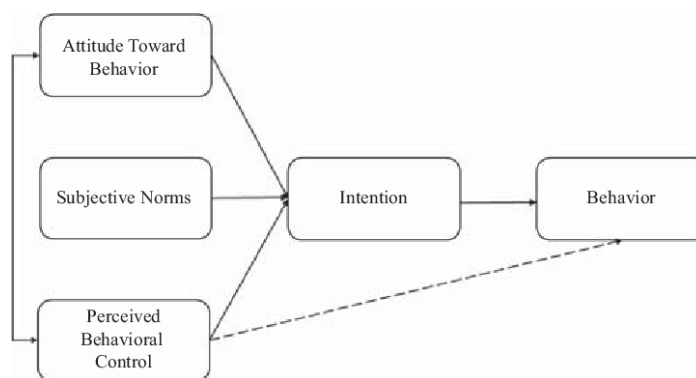 Attitude Toward
Behavior
Subjective Norms
Intention
Behavior
Perceived
Behavioral
Control